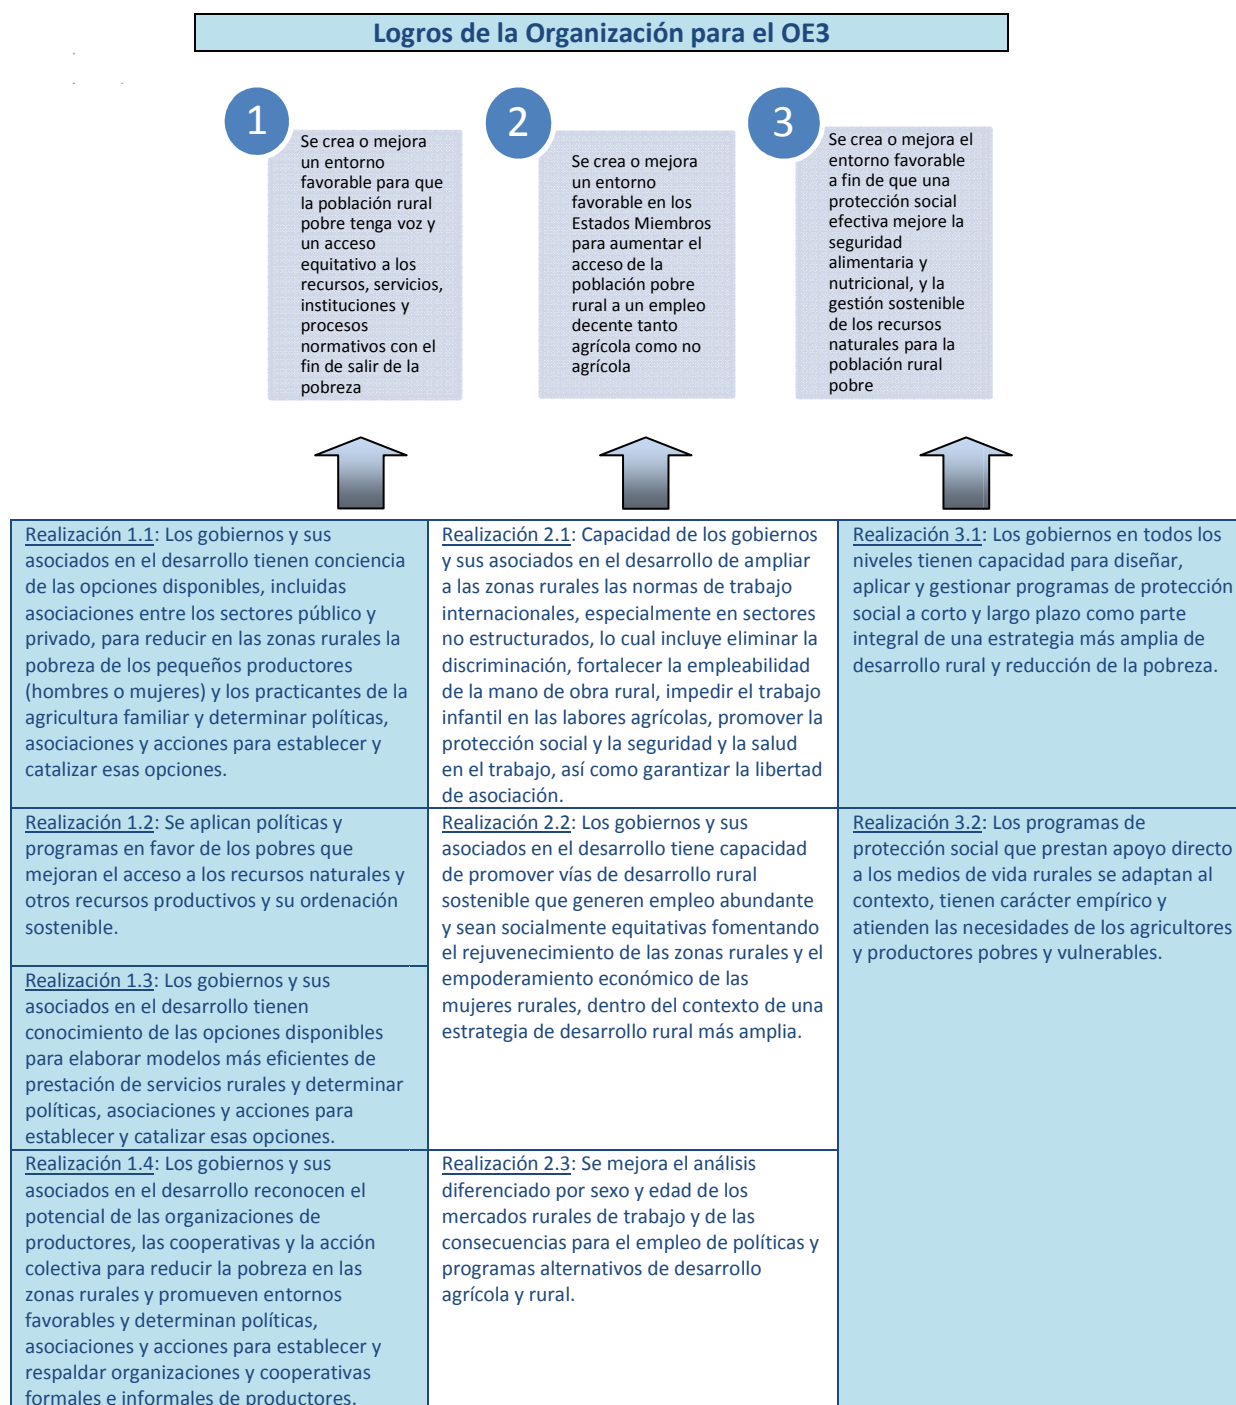 Logros de la Organización para el OE3
1
Se crea o mejora
un entorno
favorable para que
la población rural
pobre tenga voz y
un acceso
equitativo a los
recursos, servicios,
instituciones y
procesos
normativos con el
fin de salir de la
pobreza
2
Se crea o mejora
un entorno
favorable en los
Estados Miembros
para aumentar el
acceso de la
población pobre
rural a un empleo
decente tanto
agrícola como no
agrícola
3
Se crea o mejora el
entorno favorable
a fin de que una
protección social
efectiva mejore la
seguridad
alimentaria y
nutricional, y la
gestión sostenible
de los recursos
naturales para la
población rural
pobre
Realización 1.1: Los gobiernos y sus
asociados en el desarrollo tienen conciencia
de las opciones disponibles, incluidas
asociaciones entre los sectores público y
privado, para reducir en las zonas rurales la
pobreza de los pequeños productores
(hombres o mujeres) y los practicantes de la
agricultura familiar y determinar políticas,
asociaciones y acciones para establecer y
catalizar esas opciones.
Realización 2.1: Capacidad de los gobiernos
y sus asociados en el desarrollo de ampliar
a las zonas rurales las normas de trabajo
internacionales, especialmente en sectores
no estructurados, lo cual incluye eliminar la
discriminación, fortalecer la empleabilidad
de la mano de obra rural, impedir el trabajo
infantil en las labores agrícolas, promover la
protección social y la seguridad y la salud
en el trabajo, así como garantizar la libertad
de asociación.
Realización 3.1: Los gobiernos en todos los
niveles tienen capacidad para diseñar,
aplicar y gestionar programas de protección
social a corto y largo plazo como parte
integral de una estrategia más amplia de
desarrollo rural y reducción de la pobreza.
Realización 1.2: Se aplican políticas y
programas en favor de los pobres que
mejoran el acceso a los recursos naturales y
otros recursos productivos y su ordenación
sostenible.
Realización 2.2: Los gobiernos y sus
asociados en el desarrollo tiene capacidad
de promover vías de desarrollo rural
sostenible que generen empleo abundante
y sean socialmente equitativas fomentando
el rejuvenecimiento de las zonas rurales y el
empoderamiento económico de las
mujeres rurales, dentro del contexto de una
estrategia de desarrollo rural más amplia.
Realización 3.2: Los programas de
protección social que prestan apoyo directo
a los medios de vida rurales se adaptan al
contexto, tienen carácter empírico y
atienden las necesidades de los agricultores
y productores pobres y vulnerables.
Realización 1.3: Los gobiernos y sus
asociados en el desarrollo tienen
conocimiento de las opciones disponibles
para elaborar modelos más eficientes de
prestación de servicios rurales y determinar
políticas, asociaciones y acciones para
establecer y catalizar esas opciones.
Realización 1.4: Los gobiernos y sus
asociados en el desarrollo reconocen el
potencial de las organizaciones de
productores, las cooperativas y la acción
colectiva para reducir la pobreza en las
zonas rurales y promueven entornos
favorables y determinan políticas,
asociaciones y acciones para establecer y
respaldar organizaciones y cooperativas
formales e informales de productores.
Realización 2.3: Se mejora el análisis
diferenciado por sexo y edad de los
mercados rurales de trabajo y de las
consecuencias para el empleo de políticas y
programas alternativos de desarrollo
agrícola y rural.